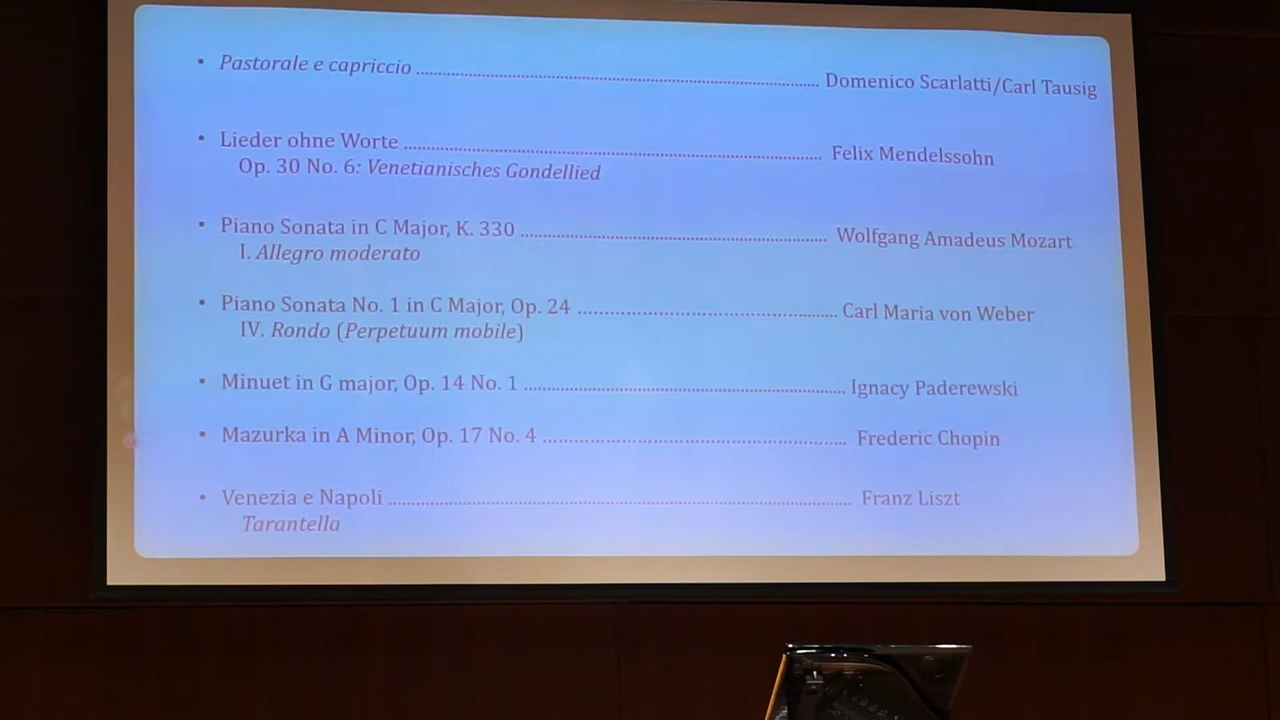 • Pastorale e capriccio ........................ Domenico Scarlatti/Carl Tausig
• Lieder ohne Worte ........................ Felix Mendelssohn
Op. 30 No. 6: Venetianisches Gondellied
• Piano Sonata in C Major, K. 330 ........................ Wolfgang Amadeus Mozart
I. Allegro moderato
• Piano Sonata No. 1 in C Major, Op. 24 ........................ Carl Maria von Weber
IV. Rondo (Perpetuum mobile)
• Minuet in G major, Op. 14 No. 1 ........................ Ignacy Paderewski
• Mazurka in A Minor, Op. 17 No. 4 ........................ Frederic Chopin
• Venezia e Napoli ........................ Franz Liszt
Tarantella